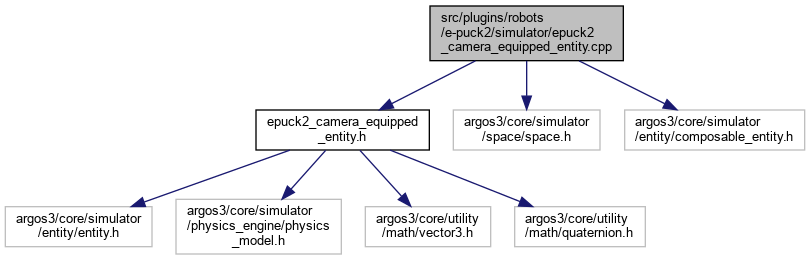 src/plugins/robots
/e-puck2/simulator/epuck2
_camera_equipped_entity.cpp
epuck2_camera_equipped
_entity.h
argos3/core/simulator
/space/space.h
argos3/core/simulator
/entity/composable_entity.h
argos3/core/simulator
/entity/entity.h
argos3/core/simulator
/physics_engine/physics
_model.h
argos3/core/utility
/math/vector3.h
argos3/core/utility
/math/quaternion.h